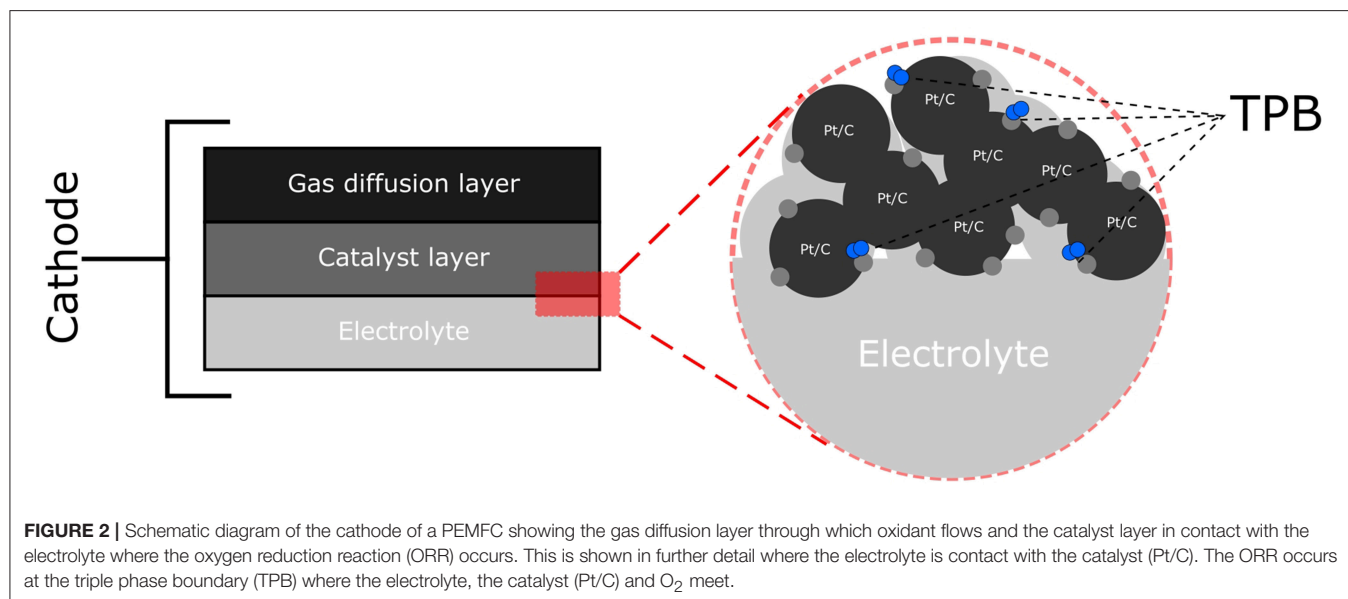 Cathode
Gas diffusion layer
Catalyst layer
Electrolyte
Pt/C
Pt/C
Pt/C
Pt/C
Pt/C
Pt/C
Pt/C
Pt/C
Electrolyte
TPB
FIGURE 2 | Schematic diagram of the cathode of a PEMFC showing the gas diffusion layer through which oxidant flows and the catalyst layer in contact with the
electrolyte where the oxygen reduction reaction (ORR) occurs. This is shown in further detail where the electrolyte is contact with the catalyst (Pt/C). The ORR occurs
at the triple phase boundary (TPB) where the electrolyte, the catalyst (Pt/C) and O₂ meet.